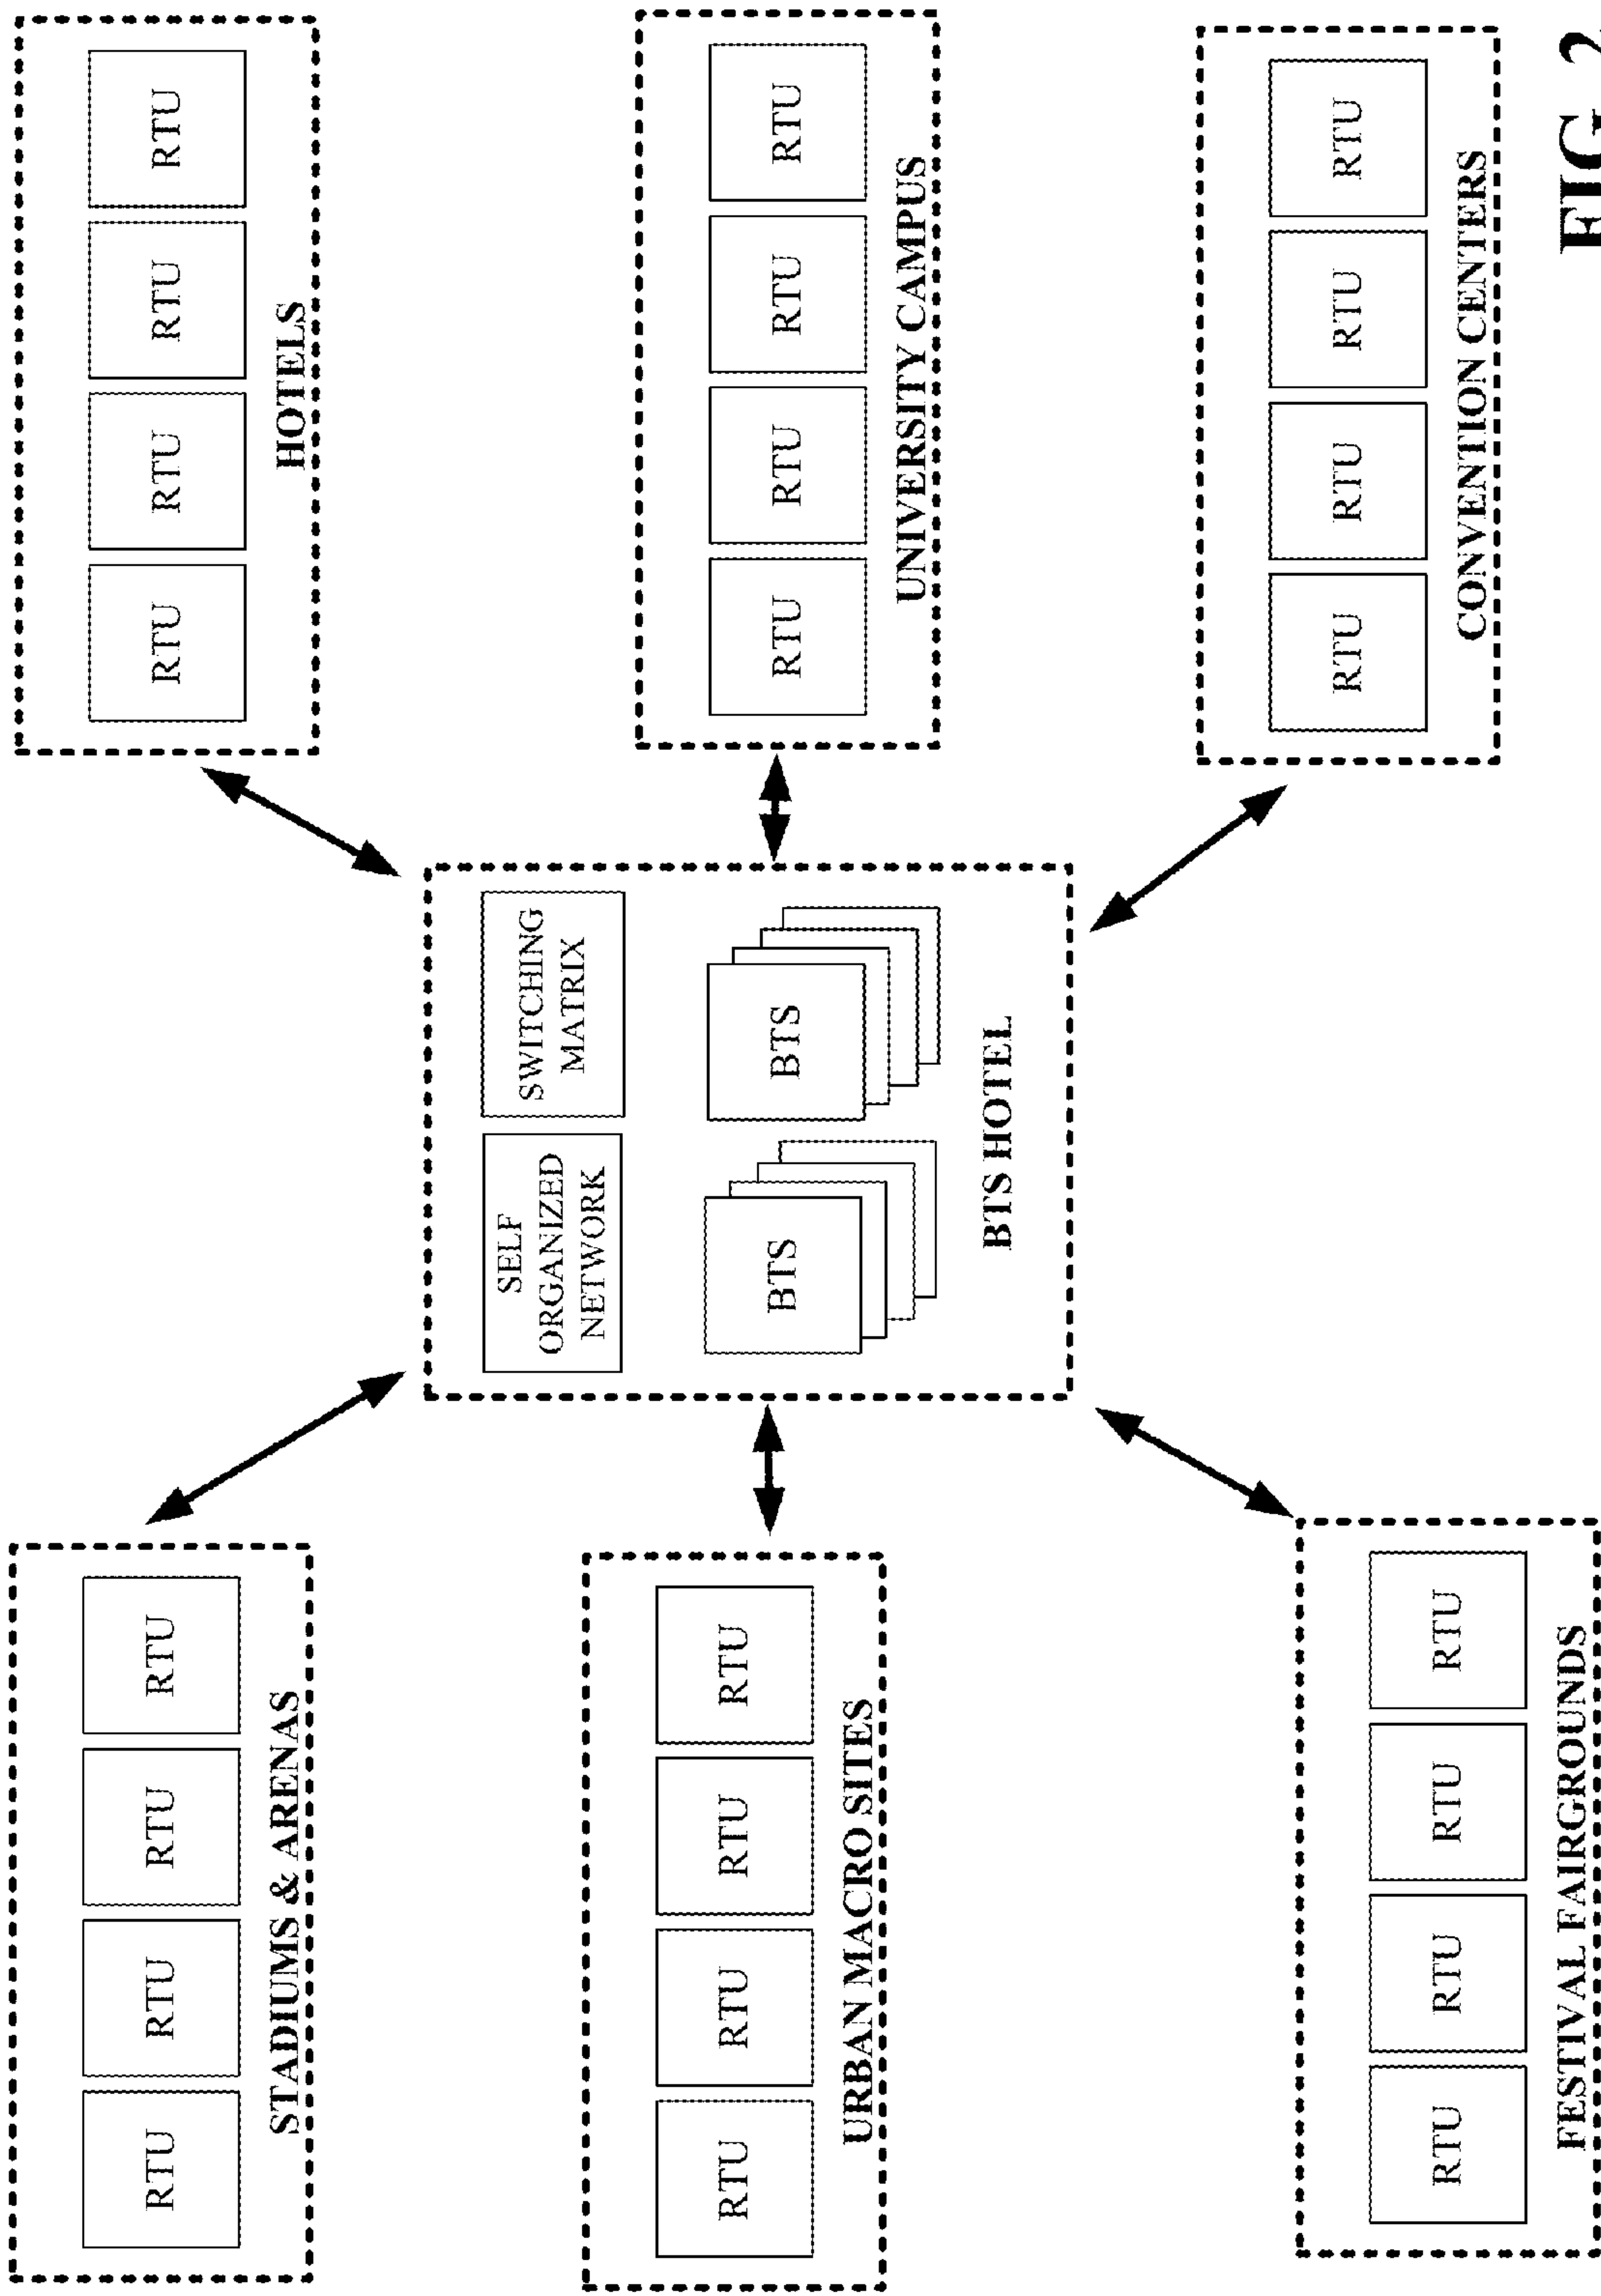 RTU
RTU
RTU
RTU
STADIUMS & ARENAS
RTU
RTU
RTU
RTU
HOTELS
SELF
ORGANIZED
NETWORK
SWITCHING
MATRIX
BTS
BTS
BTS HOTEL
RTU
RTU
RTU
RTU
URBAN MACRO SITES
RTU
RTU
RTU
RTU
UNIVERSITY CAMPUS
RTU
RTU
RTU
RTU
FESTIVAL FAIRGROUNDS
RTU
RTU
RTU
RTU
CONVENTION CENTERS
FIG. 2